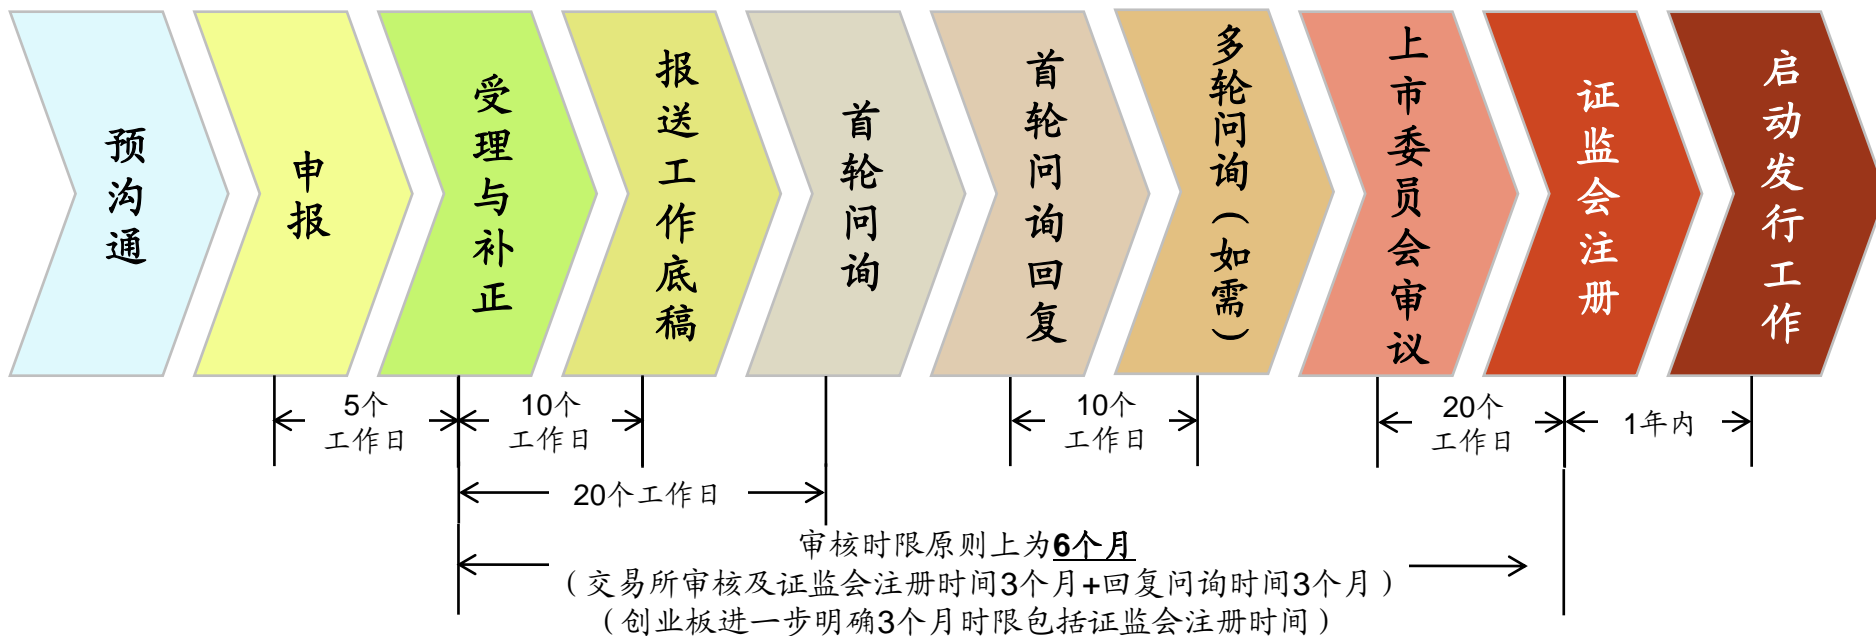 预沟通
申报
受理与补正
报送工作底稿
首轮问询
首轮问询回复
多轮问询（如需）
上市委员会审议
证监会注册
启动发行工作
5个
工作日
10个
工作日
10个
工作日
20个
工作日
1年内
20个工作日
审核时限原则上为6个月
（交易所审核及证监会注册时间3个月+回复问询时间3个月）
（创业板进一步明确3个月时限包括证监会注册时间）